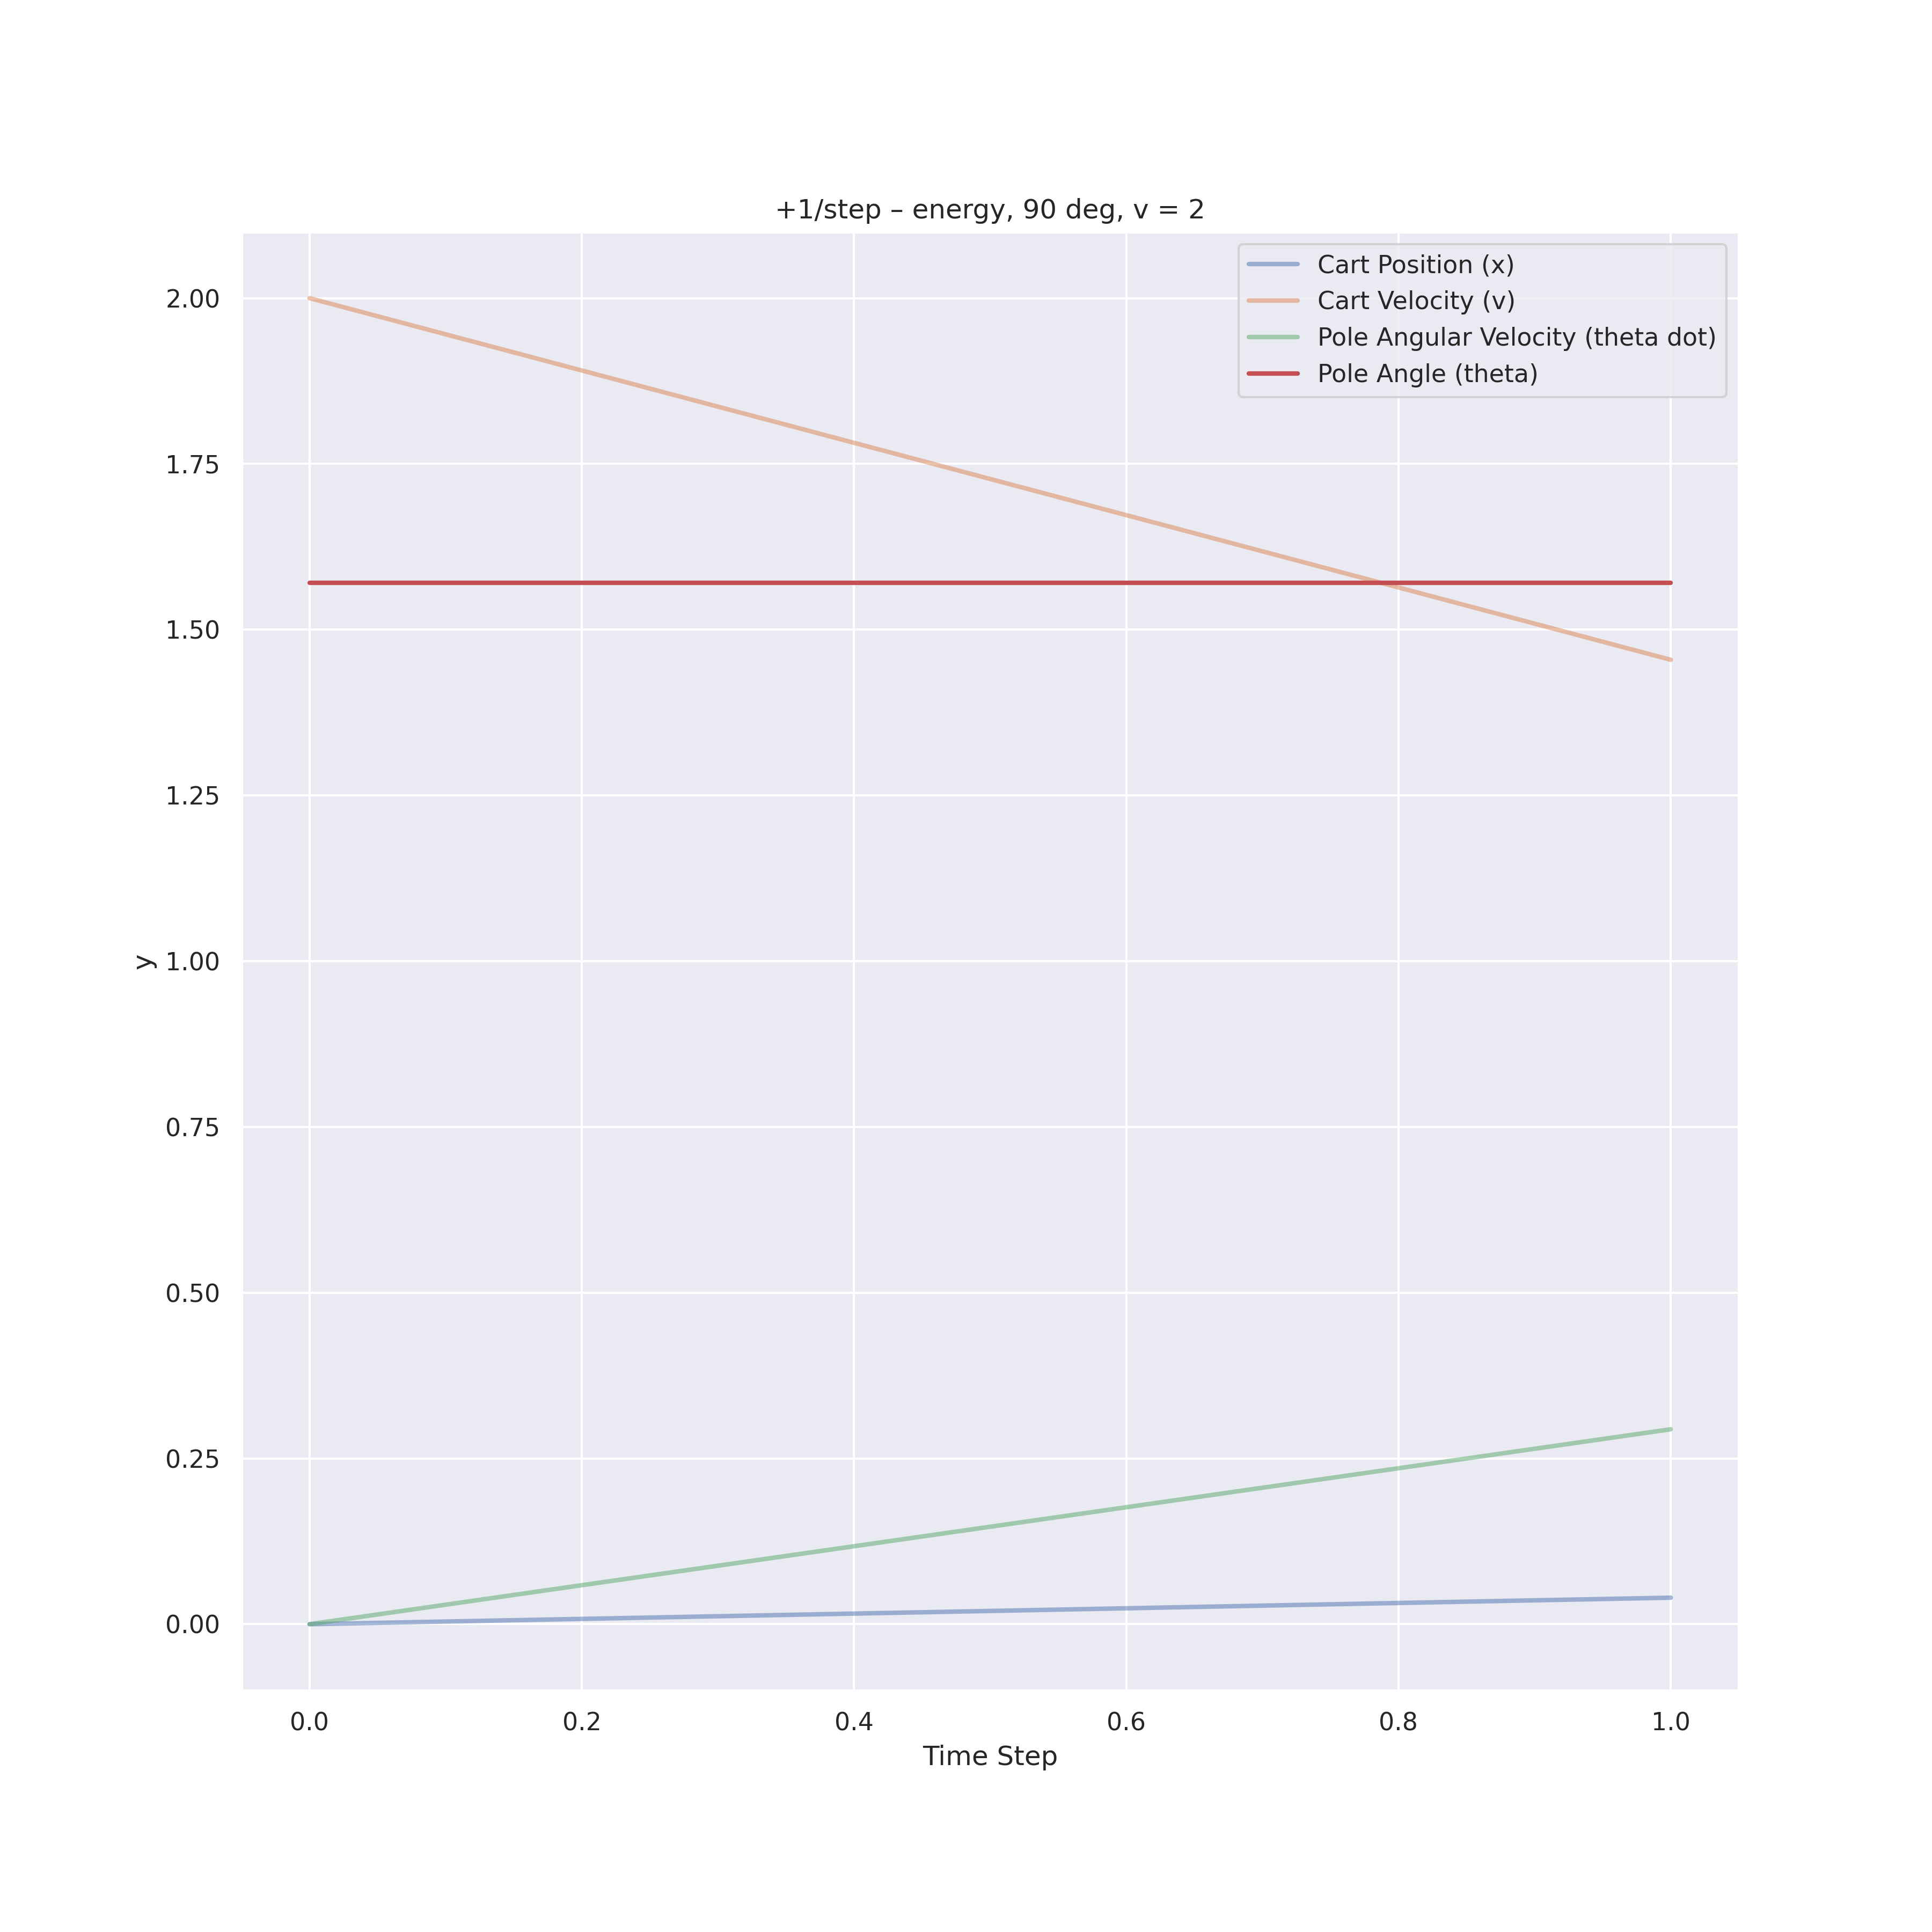 +1/step – energy, 90 deg, v = 2
Cart Position (x)
Cart Velocity (v)
Pole Angular Velocity (theta dot)
Pole Angle (theta)
2.00
1.75
1.50
1.25
1.00
0.75
0.50
0.25
0.00
y
0.0 0.2 0.4 0.6 0.8 1.0
Time Step